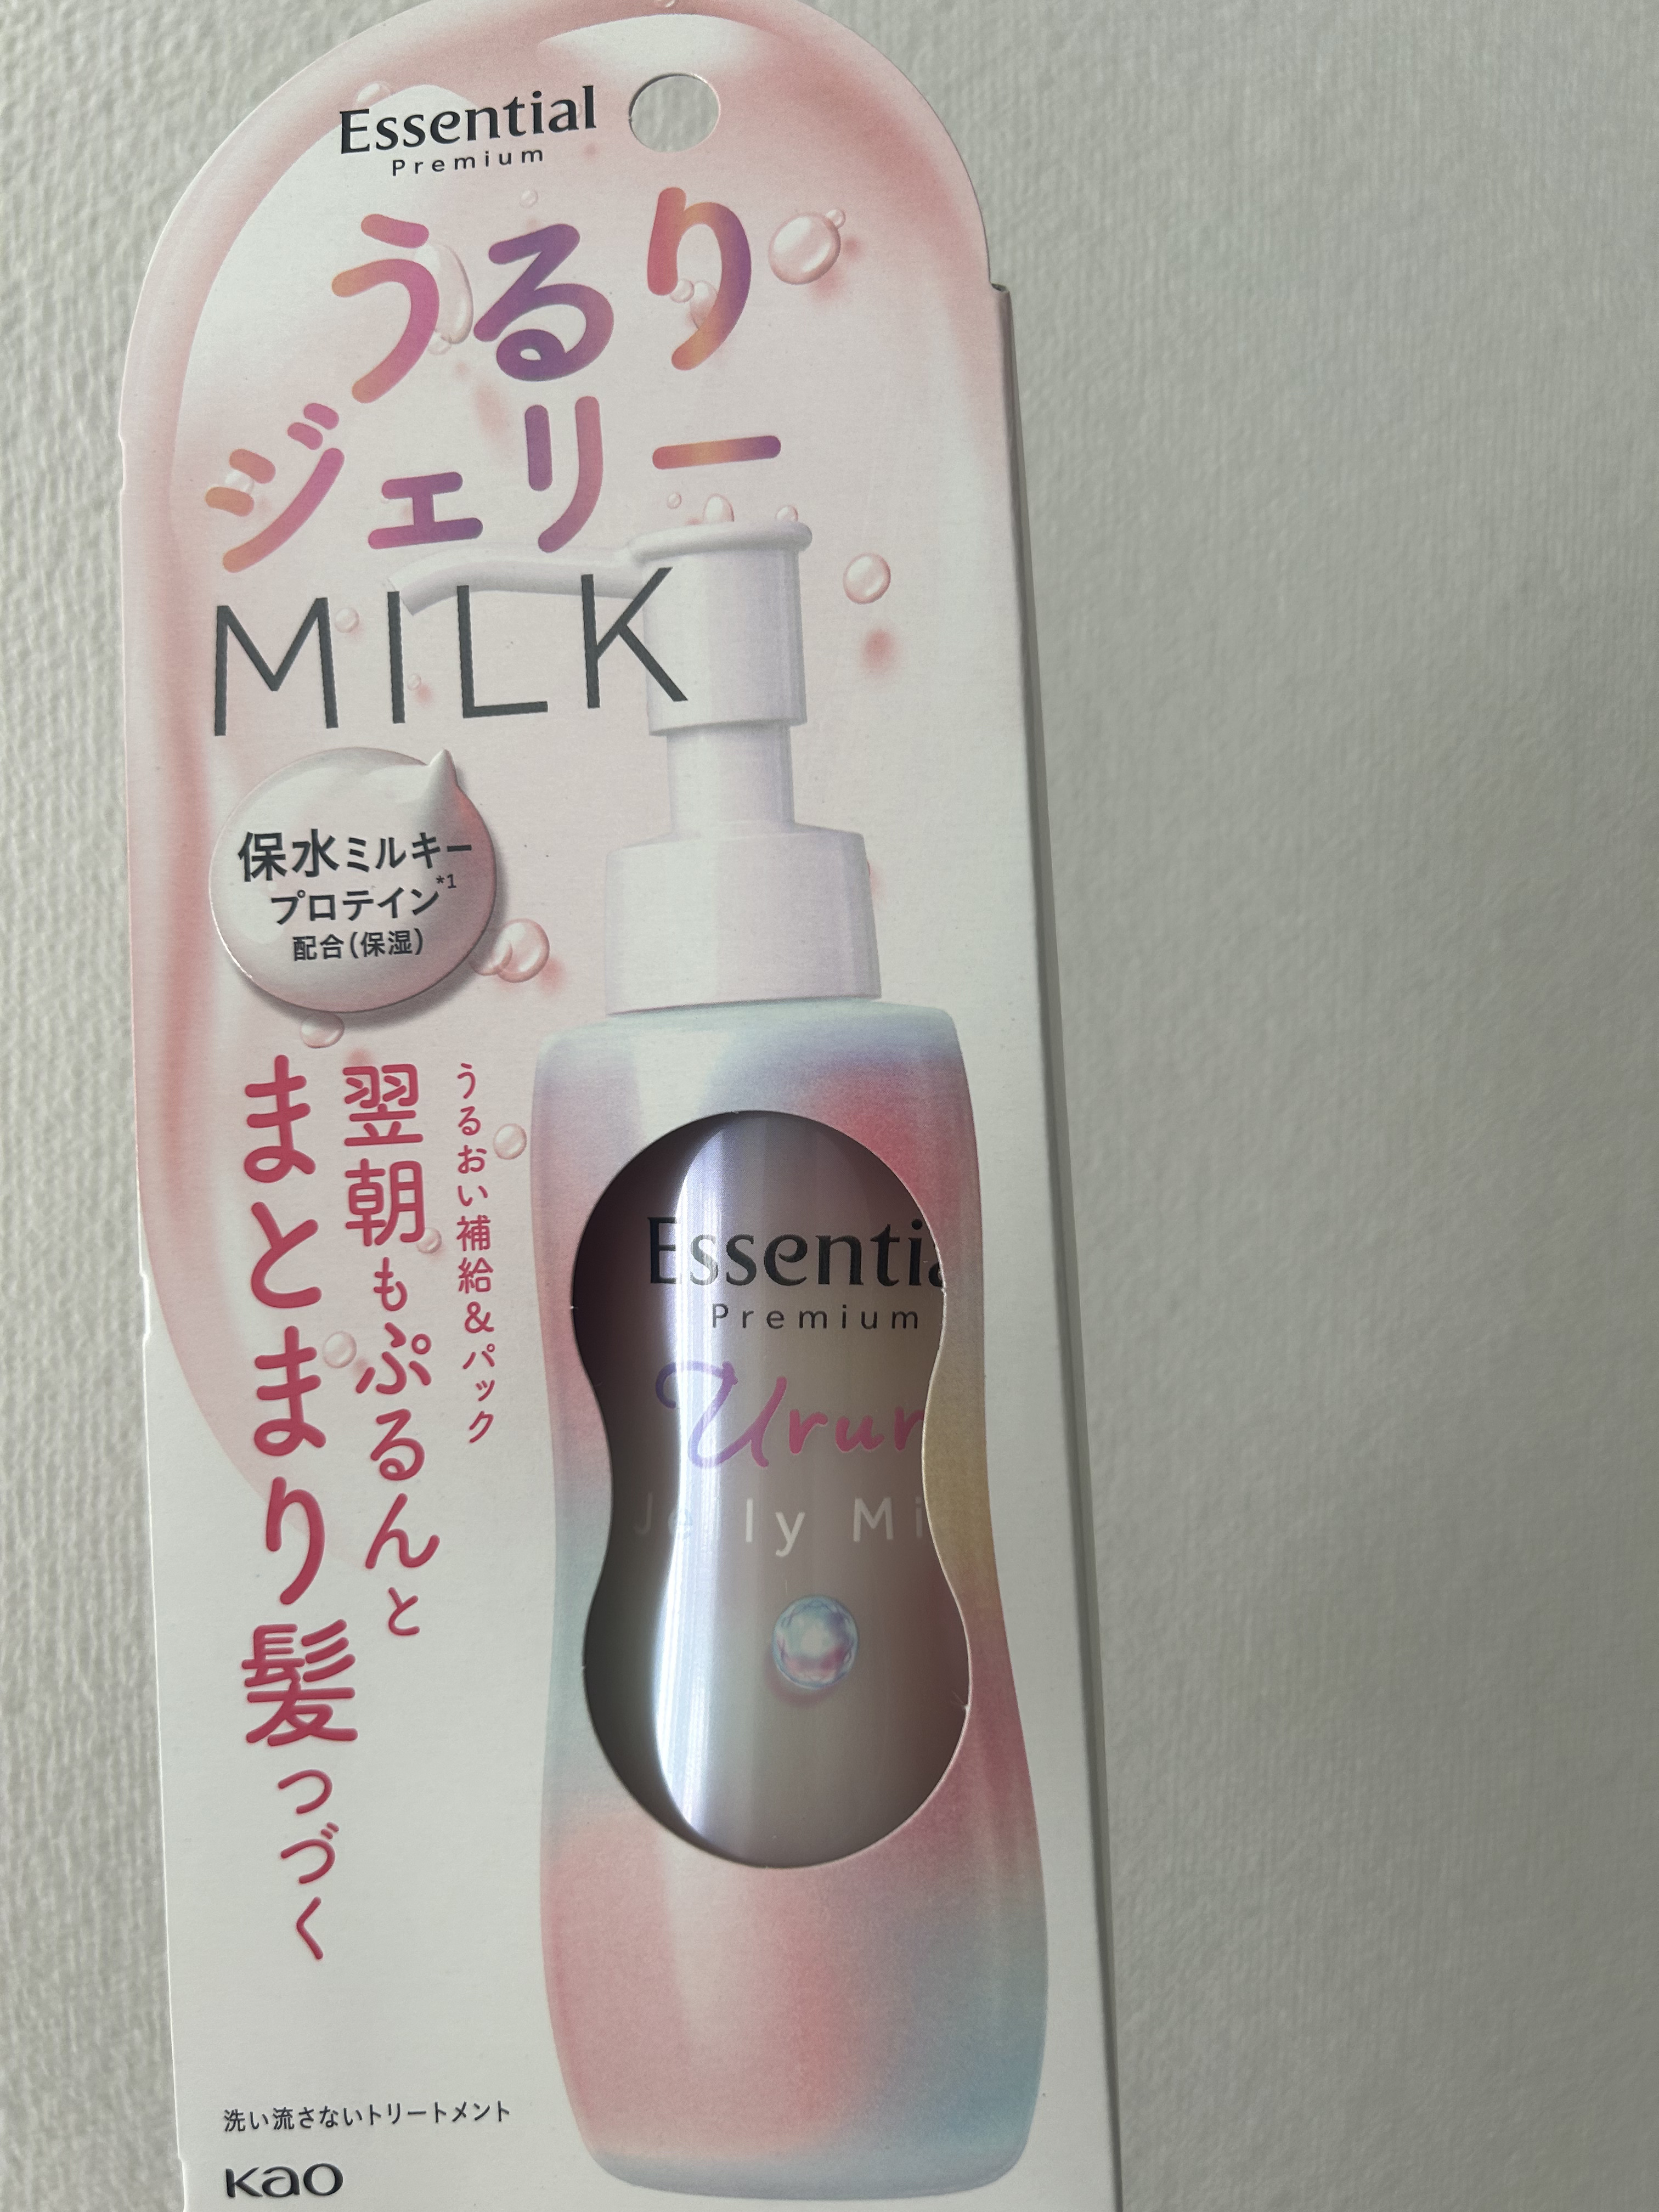 Essential
Premium
うるり
ジェリー
MILK
保水ミルキー
プロテイン*1
配合(保湿)
うるおい補給&パック
翌朝もぷるんと
まとまり髪つづく
Essentia
Premium
Urur
Jelly Mi
洗い流さないトリートメント
Kao